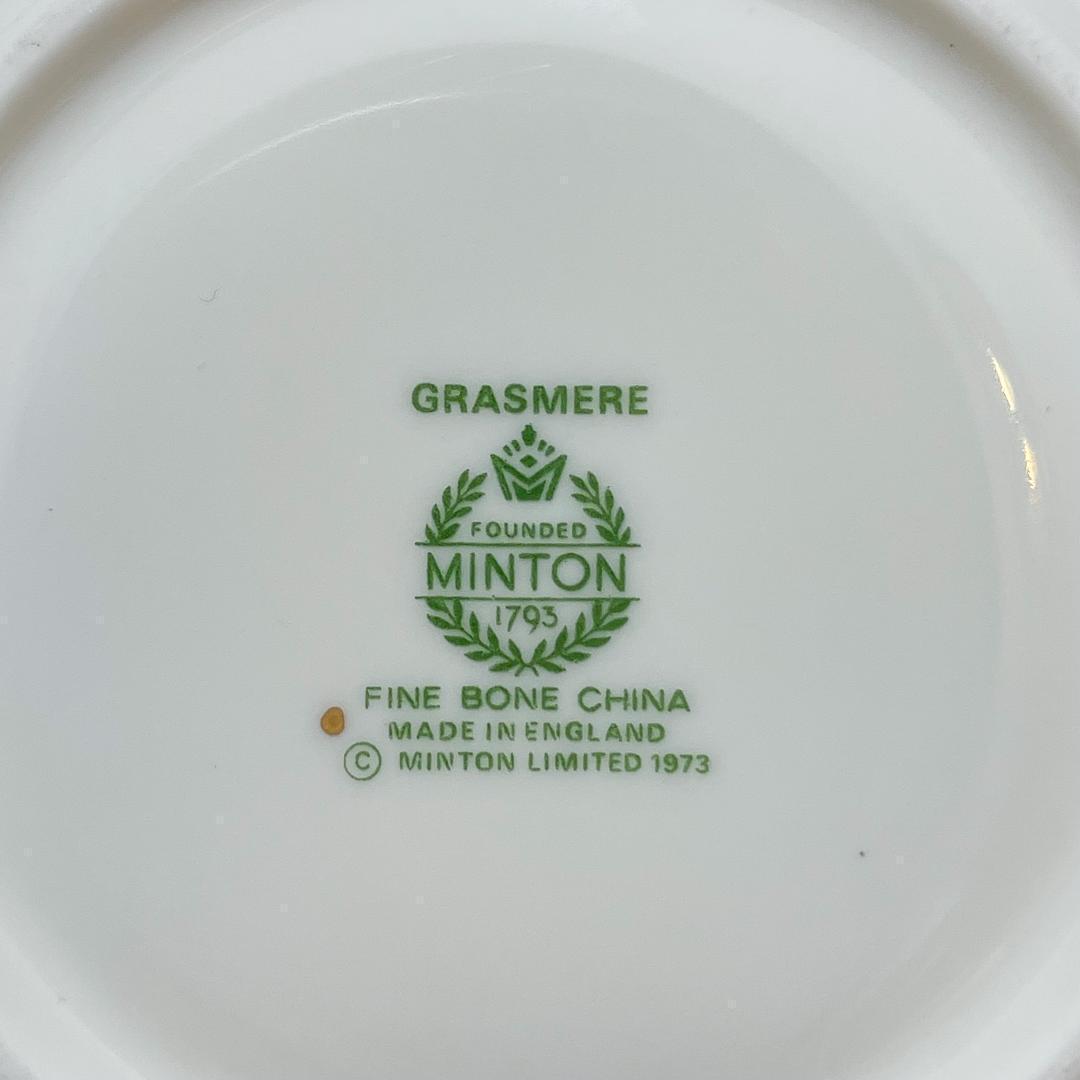 GRASMERE
FOUNDED
MINTON
1793
FINE BONE CHINA
MADE IN ENGLAND
© MINTON LIMITED 1973